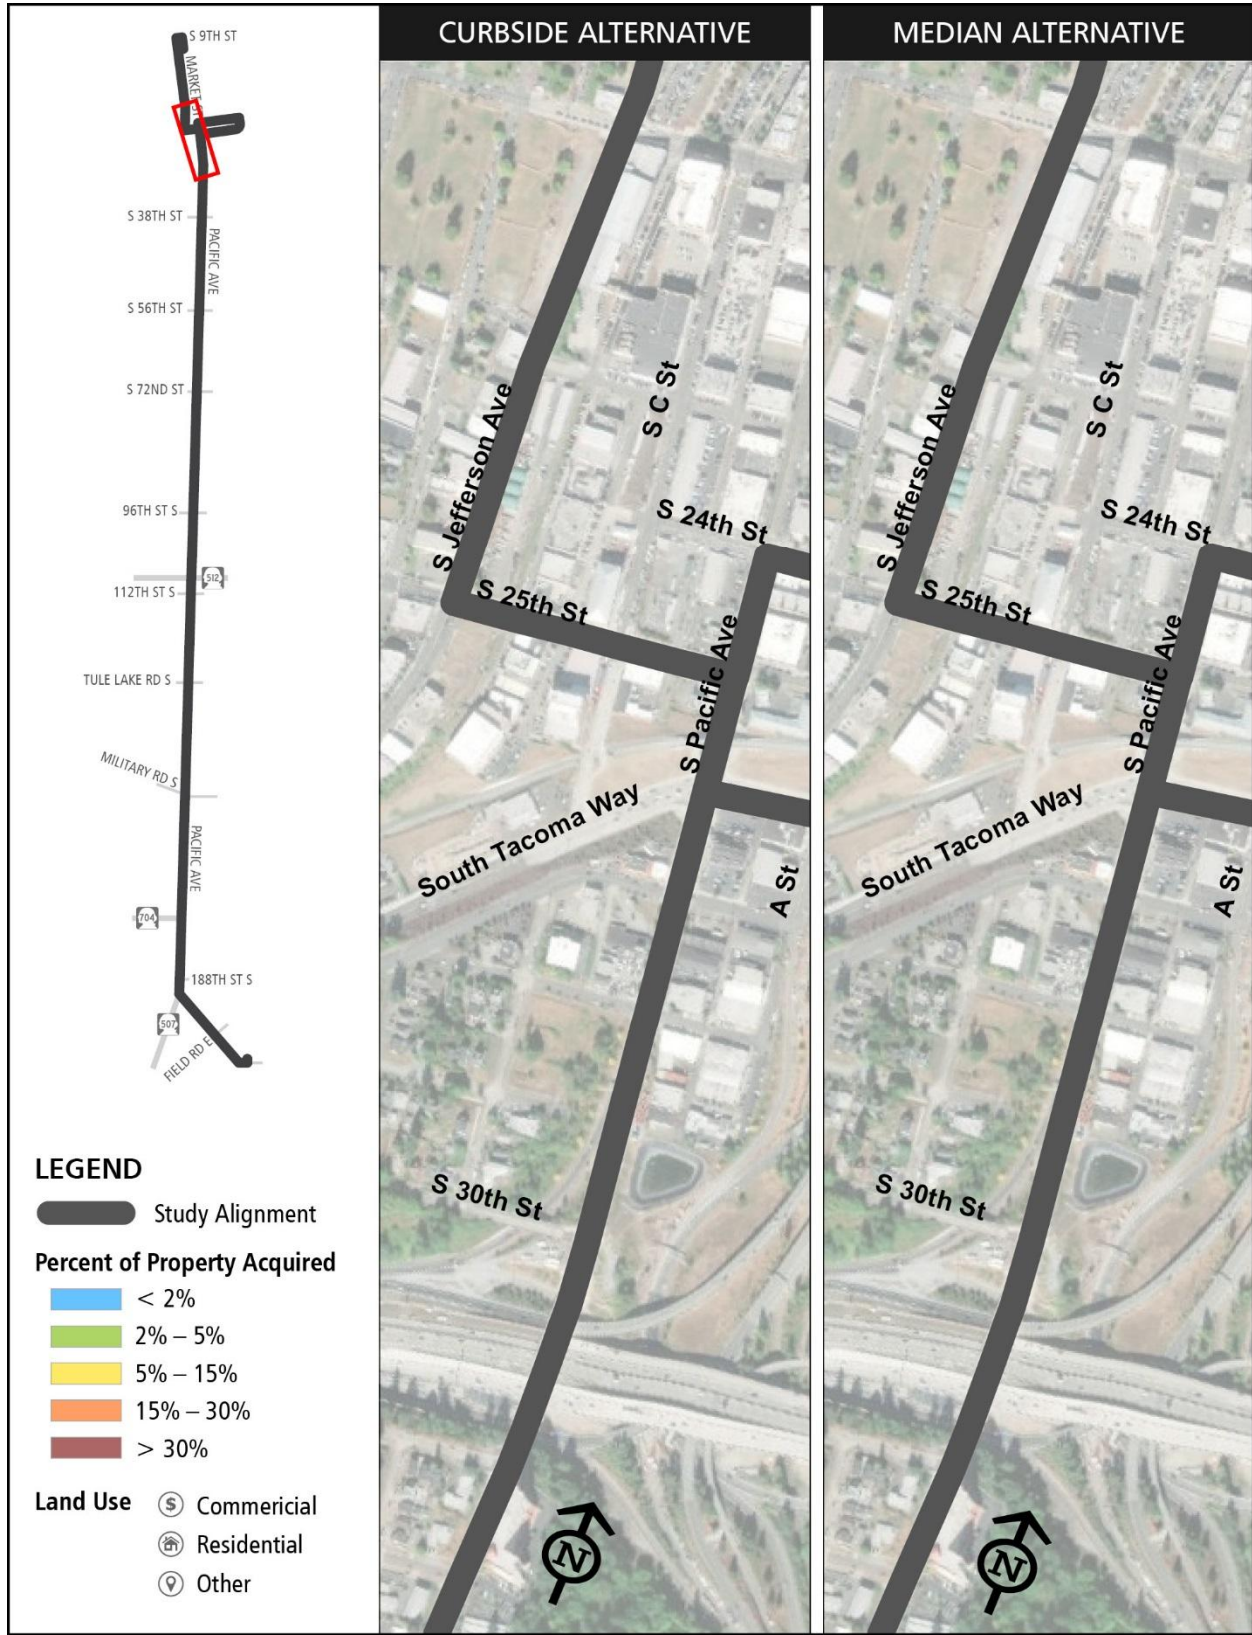 S 9TH ST
MARKET ST
S 38TH ST
PACIFIC AVE
S 56TH ST
S 72ND ST
96TH ST S
512
112TH ST S
TULE LAKE RD S
MILITARY RD S
PACIFIC AVE
704
188TH ST S
507
FIELD RD E
LEGEND
Study Alignment
Percent of Property Acquired
< 2%
2% – 5%
5% – 15%
15% – 30%
> 30%
Land Use
$ Commericial
Residential
Other
CURBSIDE ALTERNATIVE
S C St
S Jefferson Ave
S 24th St
S 25th St
S Pacific Ave
South Tacoma Way
A St
S 30th St
N
MEDIAN ALTERNATIVE
S C St
S Jefferson Ave
S 24th St
S 25th St
S Pacific Ave
South Tacoma Way
A St
S 30th St
N